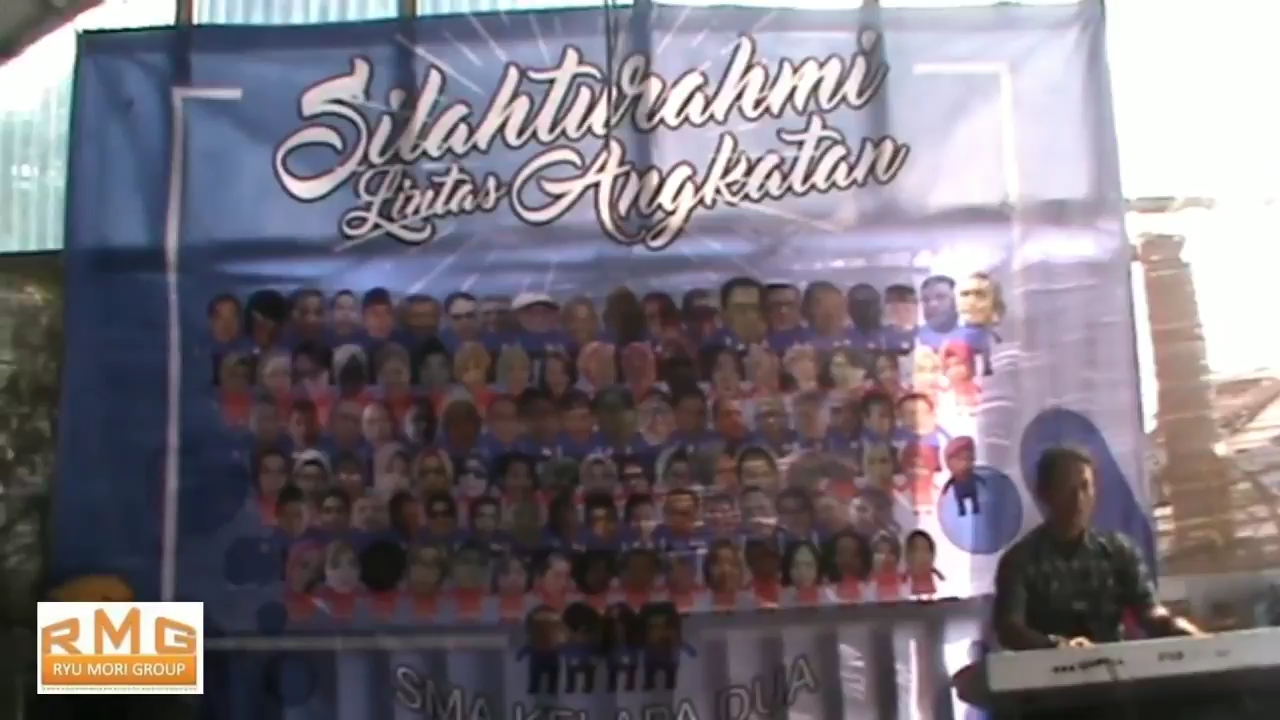 Silahturahmi
Lintas Angkatan
SMA KELAPA DUA
RMG
RYU MORI GROUP